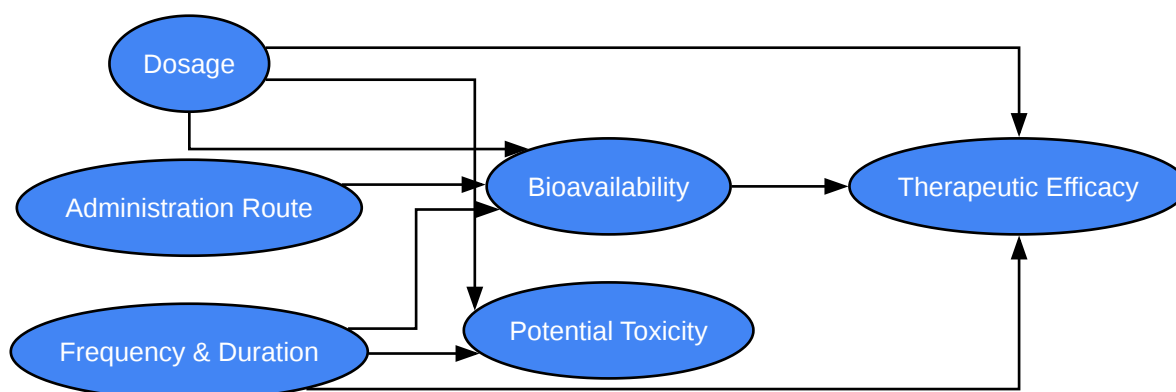 Dosage
Bioavailability
Therapeutic Efficacy
Administration Route
Potential Toxicity
Frequency & Duration